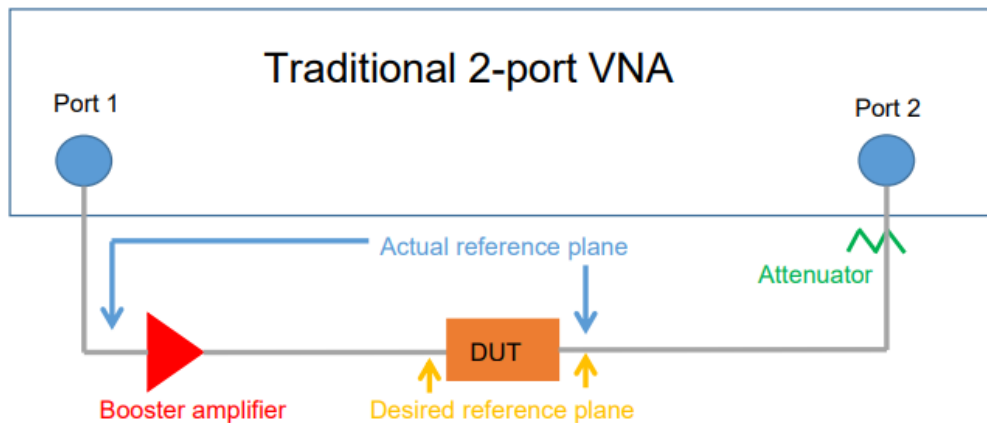 Traditional 2-port VNA
Port 1
Port 2
Actual reference plane
Attenuator
DUT
Booster amplifier
Desired reference plane